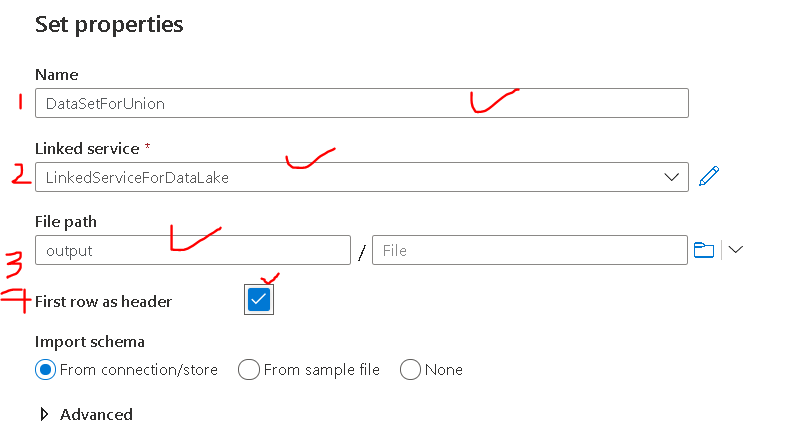 Set properties
Name
1 DataSetForUnion
Linked service *
2 LinkedServiceForDataLake
File path
3 output / File
4 First row as header
Import schema
From connection/store From sample file None
Advanced